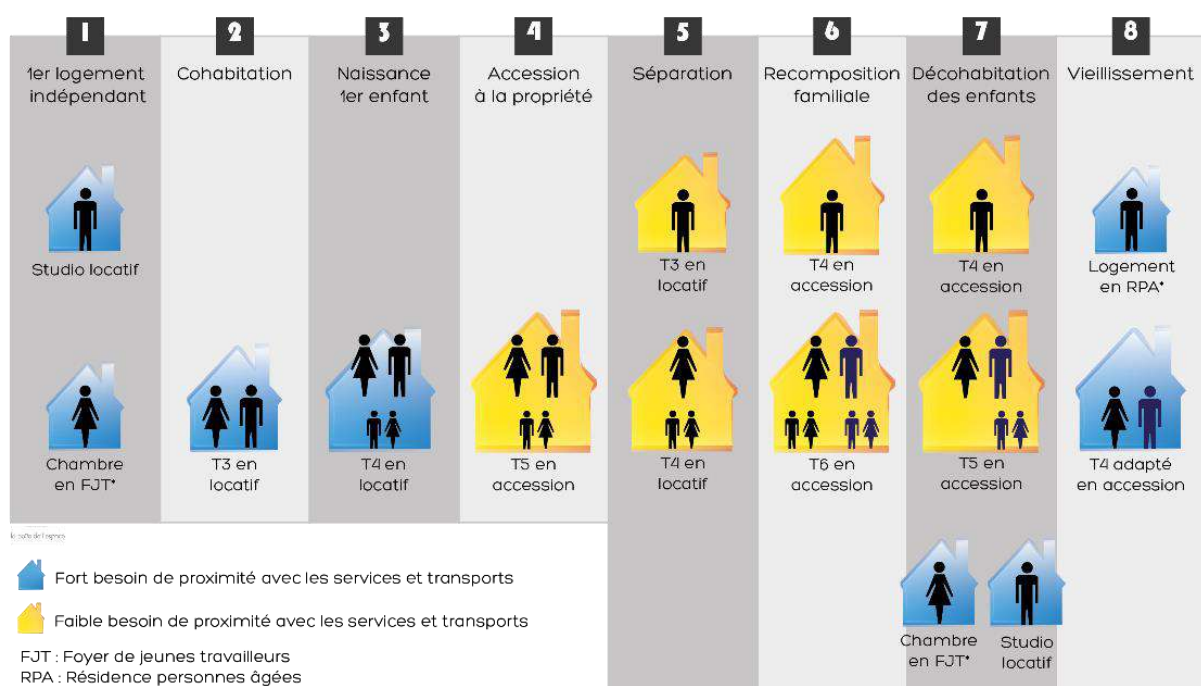 1
1er logement
indépendant
2
Cohabitation
3
Naissance
1er enfant
4
Accession
à la propriété
5
Séparation
6
Recomposition
familiale
7
Décohabitation
des enfants
8
Vieillissement
Studio locatif
T3 en
locatif
T4 en
accession
T4 en
accession
Logement
en RPA*
Chambre
en FJT*
T3 en
locatif
T4 en
locatif
T5 en
accession
T4 en
locatif
T6 en
accession
T5 en
accession
T4 adapté
en accession
Chambre
en FJT*
Studio
locatif
Fort besoin de proximité avec les services et transports
Faible besoin de proximité avec les services et transports
FJT : Foyer de jeunes travailleurs
RPA : Résidence personnes âgées